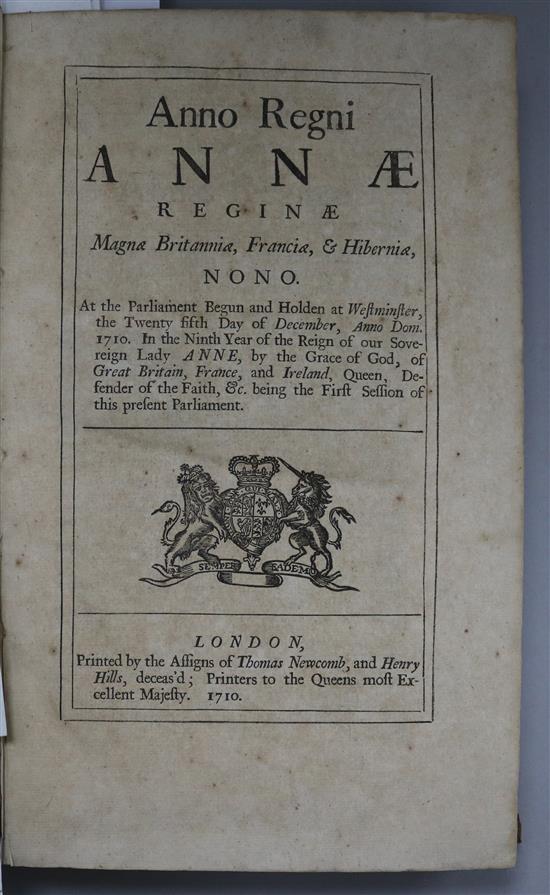 Anno Regni
ANNÆ
REGINÆ
Magnæ Britanniæ, Franciæ, & Hiberniæ,
NONO.
At the Parliament Begun and Holden at Weſtminſter,
the Twenty fifth Day of December, Anno Dom.
1710. In the Ninth Year of the Reign of our Sove-
reign Lady ANNE, by the Grace of God, of
Great Britain, France, and Ireland, Queen, De-
fender of the Faith, &c. being the Firſt Seſſion of
this preſent Parliament.
SEMPER EADEM
LONDON,
Printed by the Aſſigns of Thomas Newcomb, and Henry
Hills, deceas'd; Printers to the Queens moſt Ex-
cellent Majeſty. 1710.